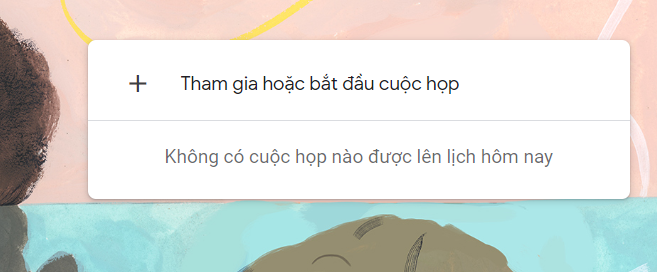 Tham gia hoặc bắt đầu cuộc họp
Không có cuộc họp nào được lên lịch hôm nay